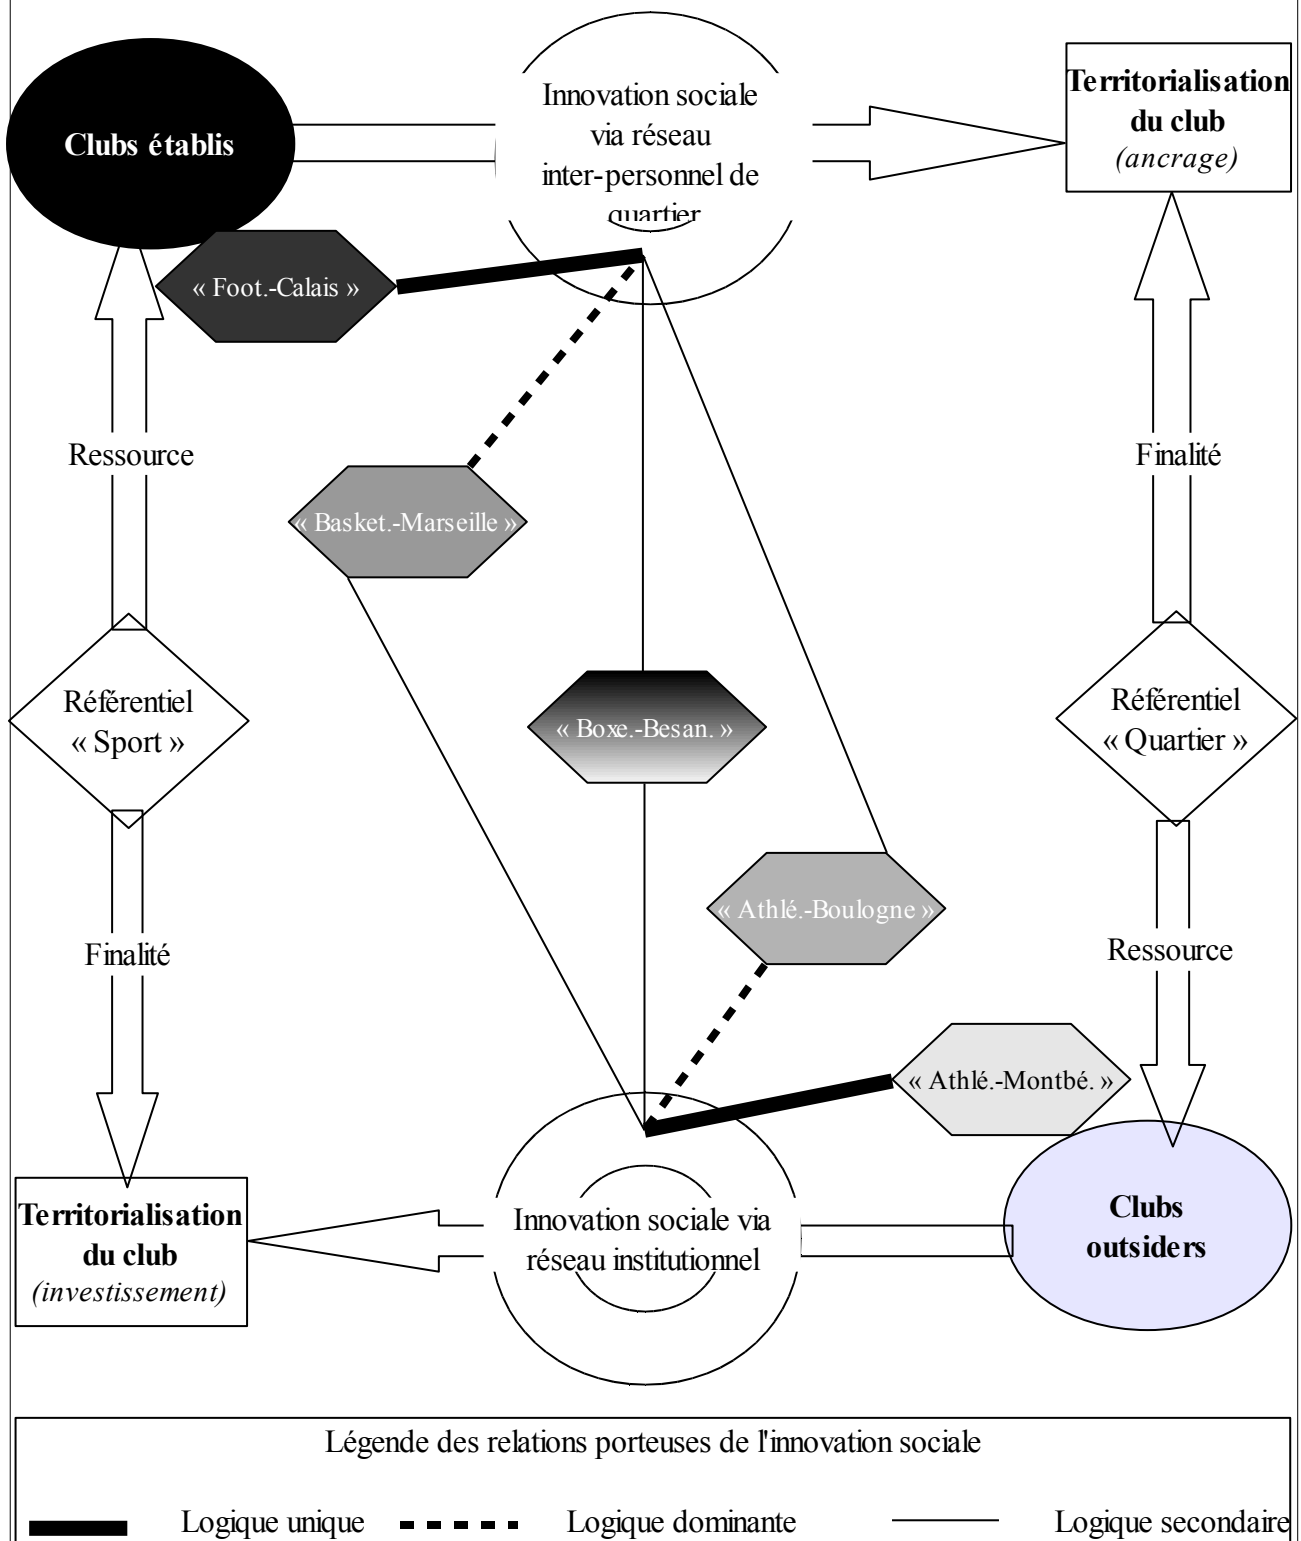 Clubs établis
Innovation sociale
via réseau
inter-personnel de
quartier
Territorialisation
du club
(ancrage)
« Foot.-Calais »
Ressource
Finalité
« Basket.-Marseille »
Référentiel
« Sport »
« Boxe.-Besan. »
Référentiel
« Quartier »
« Athlé.-Boulogne »
Finalité
Ressource
« Athlé.-Montbé. »
Territorialisation
du club
(investissement)
Innovation sociale via
réseau institutionnel
Clubs
outsiders
Légende des relations porteuses de l'innovation sociale
Logique unique
Logique dominante
Logique secondaire